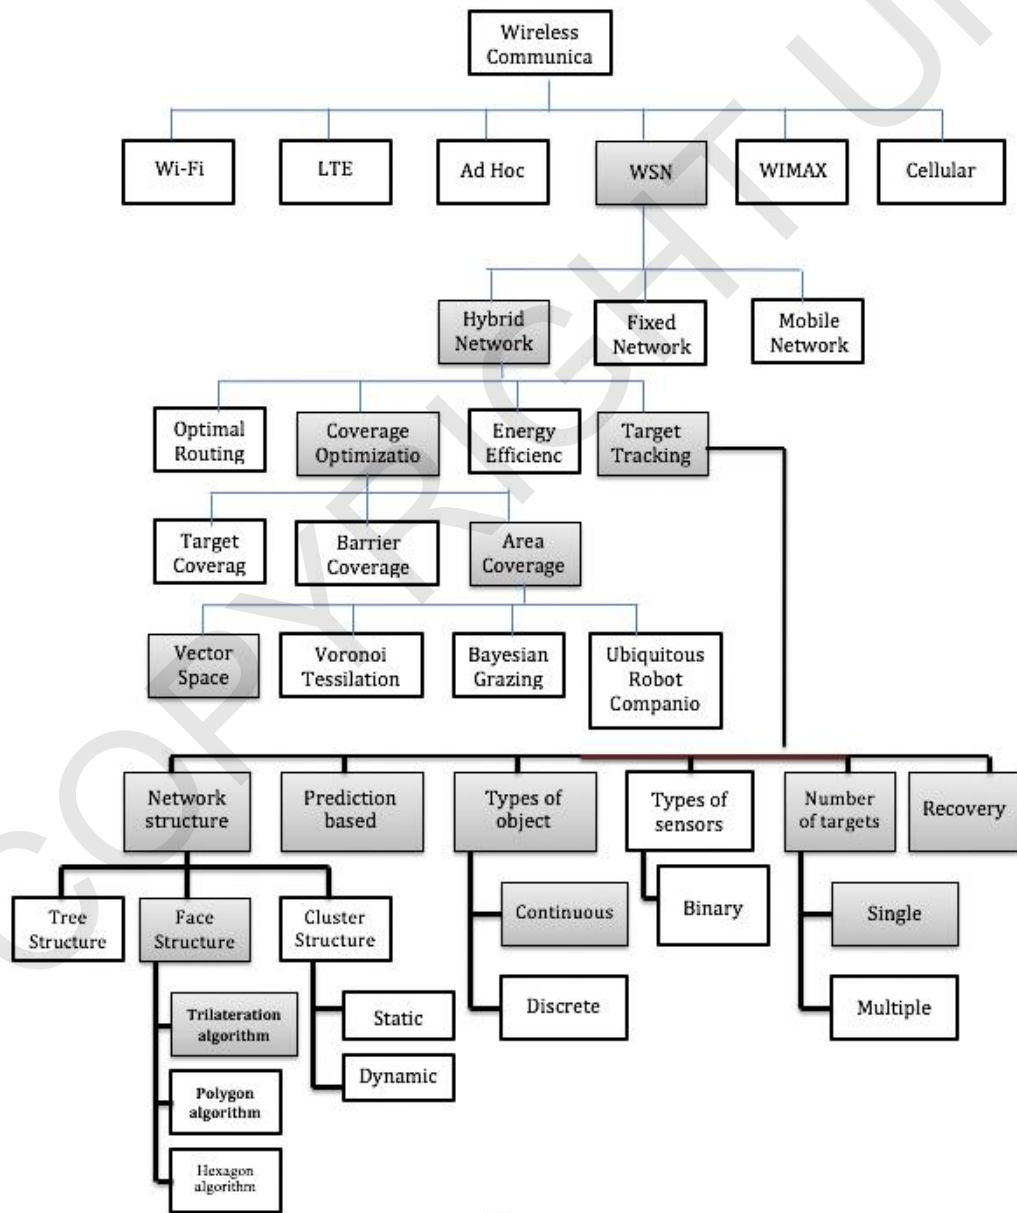 Wireless
Communica
Wi-Fi
LTE
Ad Hoc
WSN
WIMAX
Cellular
Hybrid
Network
Fixed
Network
Mobile
Network
Optimal
Routing
Coverage
Optimizatio
Energy
Efficienc
Target
Tracking
Target
Coverag
Barrier
Coverage
Area
Coverage
Vector
Space
Voronoi
Tessilation
Bayesian
Grazing
Ubiquitous
Robot
Companio
Network
structure
Prediction
based
Types of
object
Types of
sensors
Number
of targets
Recovery
Tree
Structure
Face
Structure
Cluster
Structure
Continuous
Binary
Single
Trilateration
algorithm
Static
Discrete
Multiple
Dynamic
Polygon
algorithm
Hexagon
algorithm
COPYRIGHT U